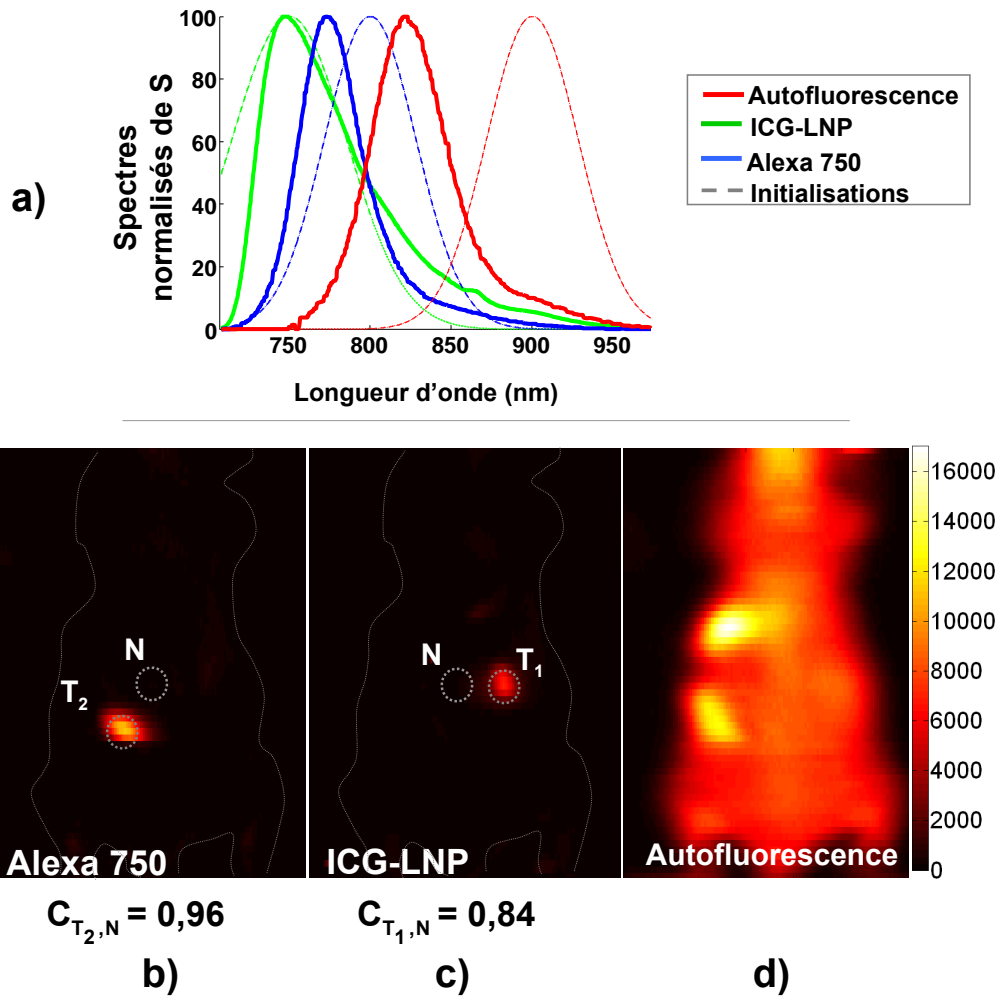 a)
Spectres
normalisés de S
100
80
60
40
20
0
750 800 850 900 950
Longueur d'onde (nm)
Autofluorescence
ICG-LNP
Alexa 750
Initialisations
N
T2
Alexa 750
N
T1
ICG-LNP
Autofluorescence
16000
14000
12000
10000
8000
6000
4000
2000
0
CT2,N = 0,96
CT1,N = 0,84
b)
c)
d)